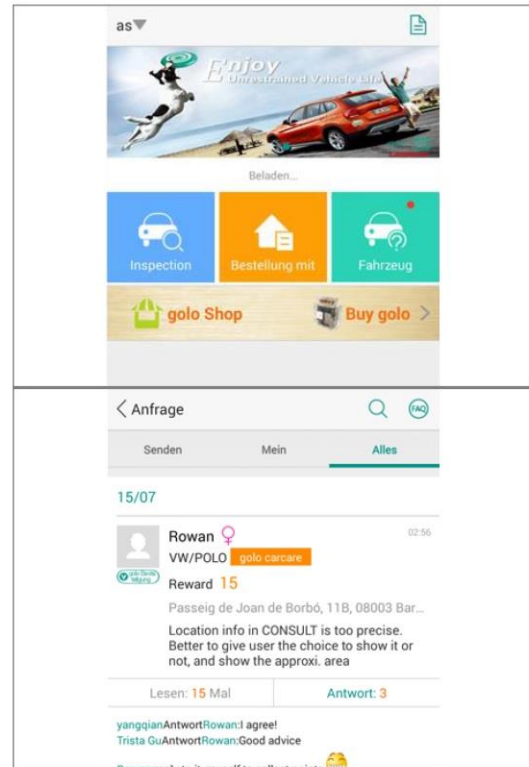 as
Enjoy
Unrestrained Vehicle Life
Beladen...
Inspection
Bestellung mit
Fahrzeug
golo Shop
Buy golo >
< Anfrage
FAQ
Senden
Mein
Alles
15/07
Rowan
02:56
VW/POLO golo carcare
Reward 15
Passeig de Joan de Borbó, 11B, 08003 Bar...
Location info in CONSULT is too precise.
Better to give user the choice to show it or
not, and show the approxi. area
Lesen: 15 Mal
Antwort: 3
yangqianAntwortRowan:I agree!
Trista GuAntwortRowan:Good advice